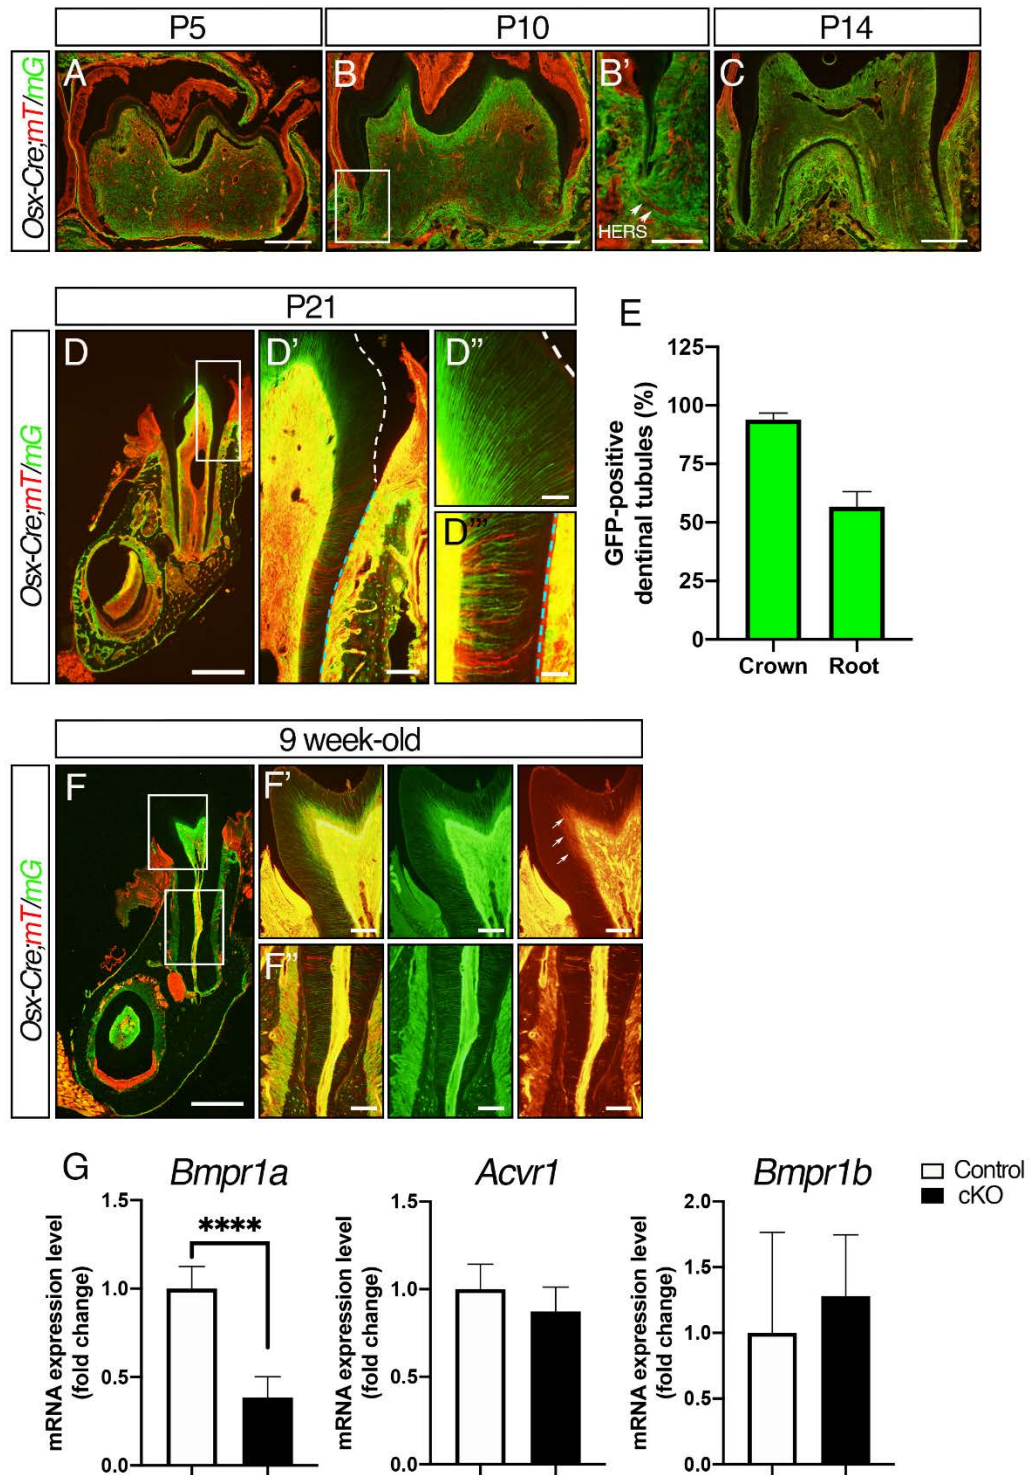 P5
P10
P14
Osx-Cre;mT/mG
A
B
B’
HERS
C
P21
Osx-Cre;mT/mG
D
D’
D”
D’”
E
GFP-positive
dentinal tubules (%)
125
100
75
50
25
0
Crown
Root
9 week-old
Osx-Cre;mT/mG
F
F’
F”
G
Bmpr1a
mRNA expression level
(fold change)
1.5
1.0
0.5
0.0
****
Acvr1
mRNA expression level
(fold change)
1.5
1.0
0.5
0.0
Bmpr1b
mRNA expression level
(fold change)
2.0
1.5
1.0
0.5
0.0
Control
cKO